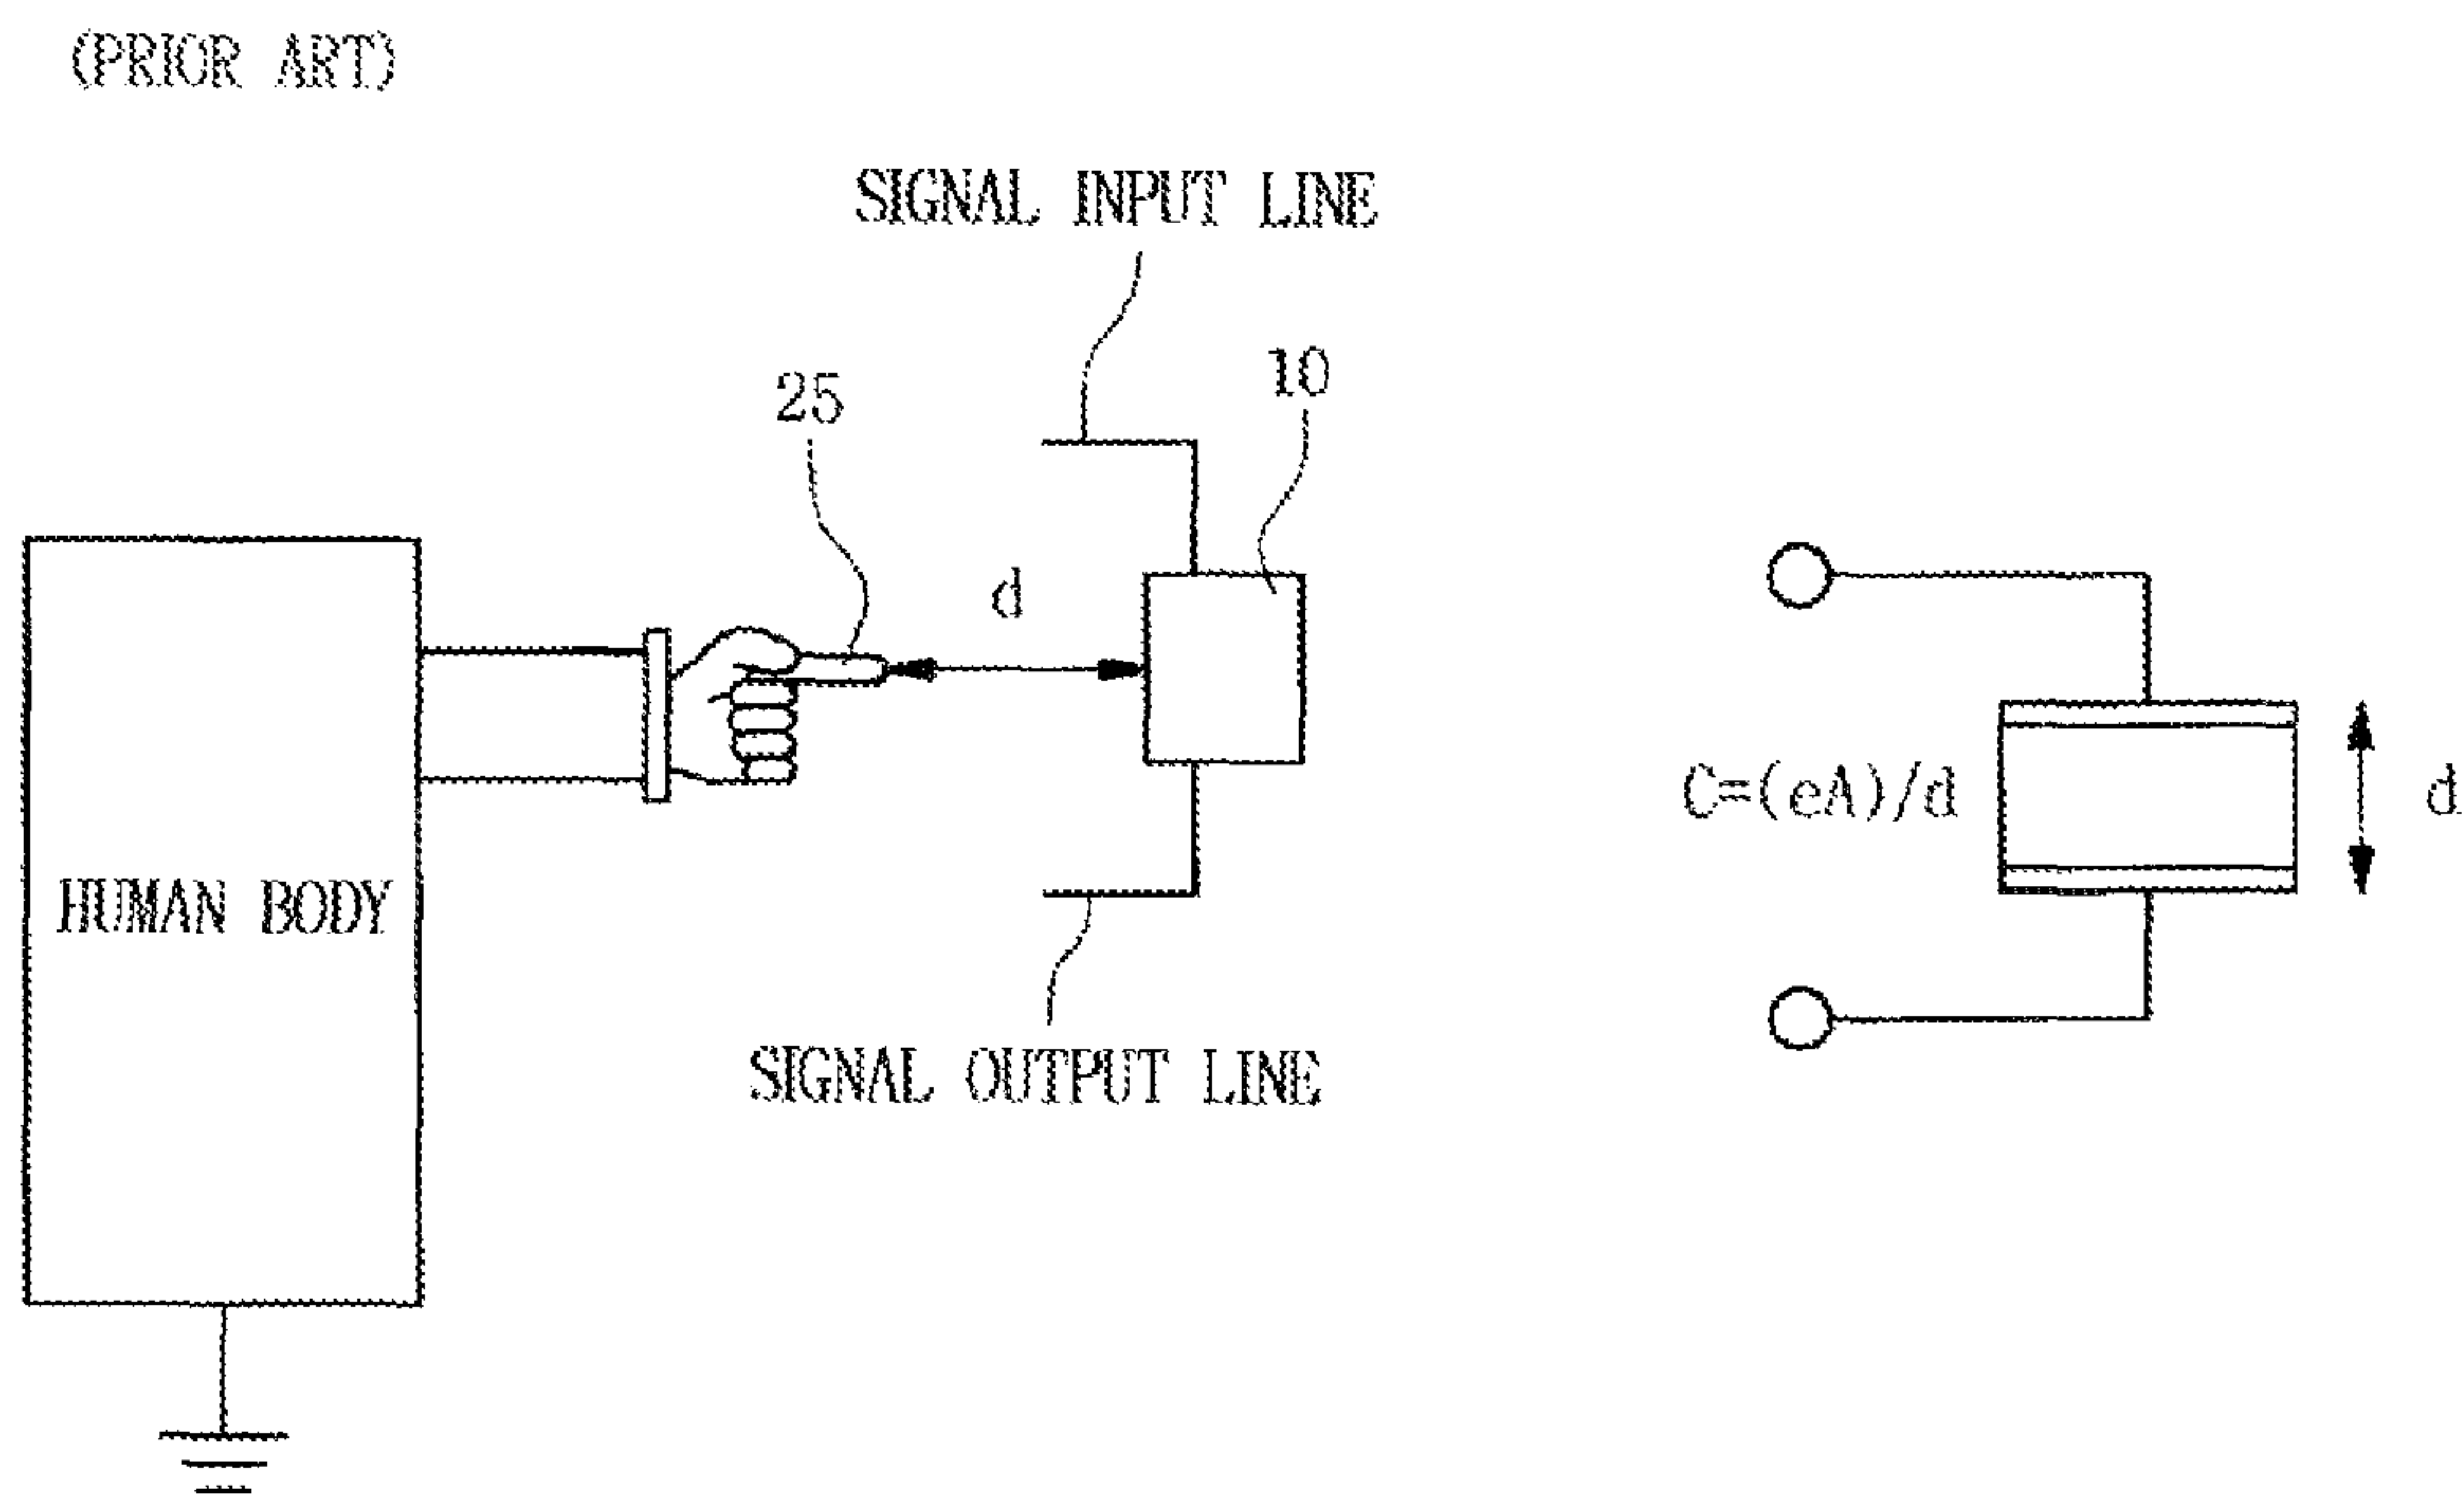 (PRIOR ART)
SIGNAL INPUT LINE
25
10
d
HUMAN BODY
C=(eA)/d
d
SIGNAL OUTPUT LINE